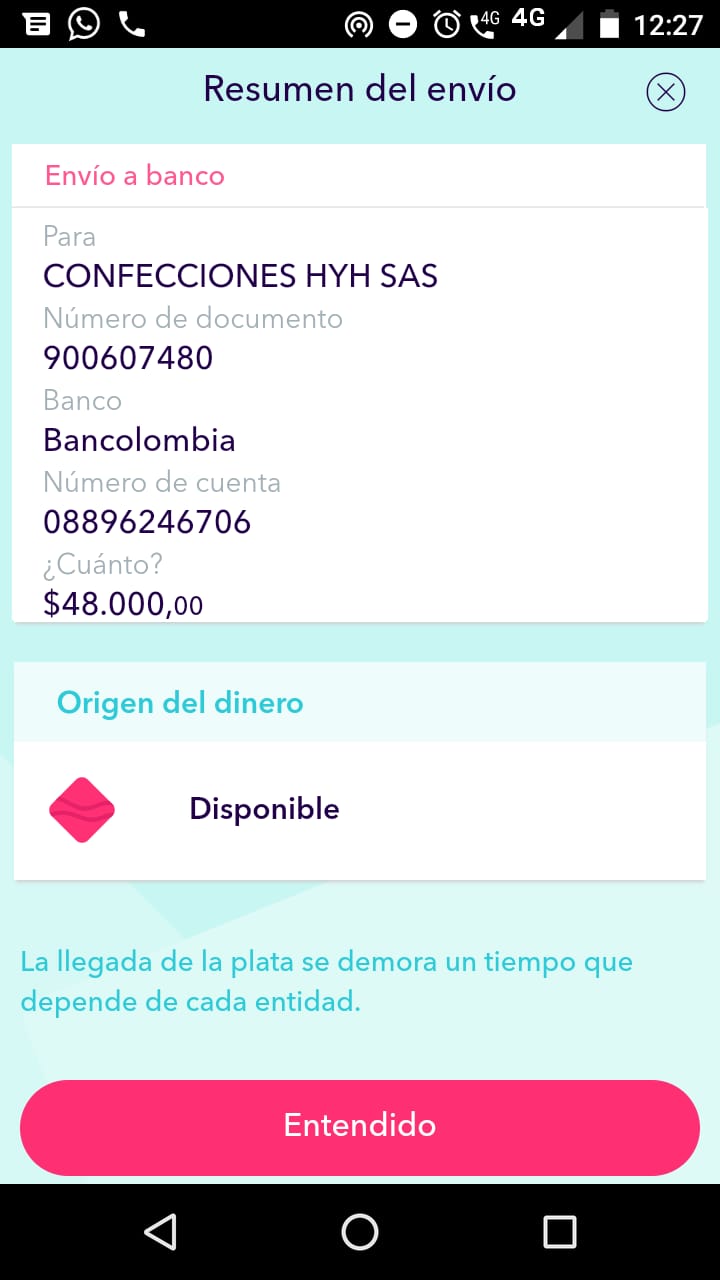 4G 4G 12:27
Resumen del envío
Envío a banco
Para
CONFECCIONES HYH SAS
Número de documento
900607480
Banco
Bancolombia
Número de cuenta
08896246706
¿Cuánto?
$48.000,00
Origen del dinero
Disponible
La llegada de la plata se demora un tiempo que
depende de cada entidad.
Entendido